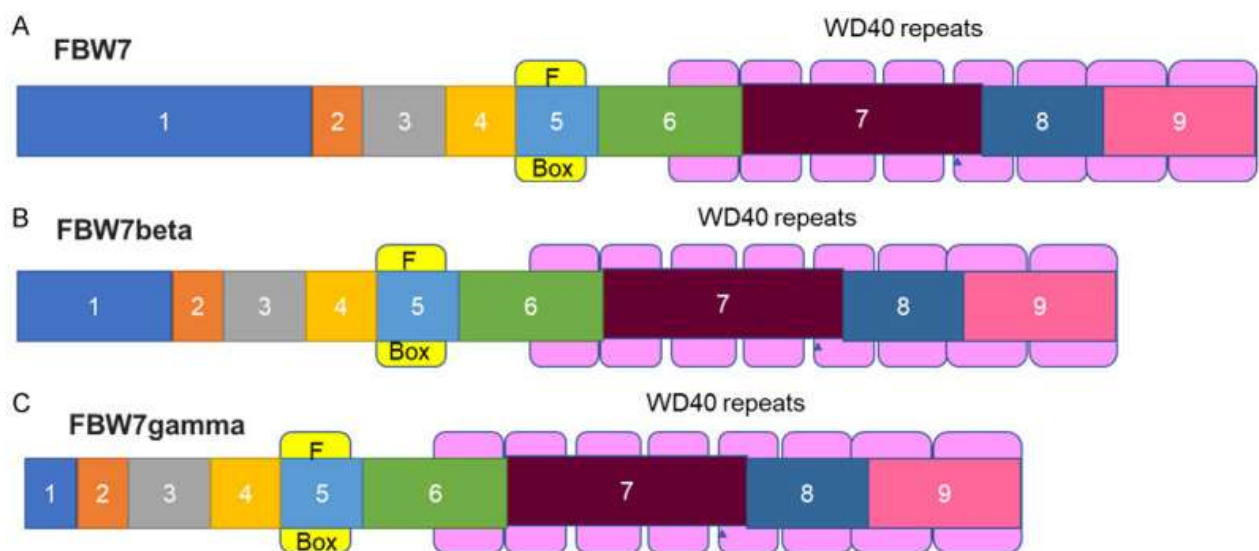 A
FBW7
WD40 repeats
F
1 2 3 4 5 6 7 8 9
Box
B
FBW7beta
WD40 repeats
F
1 2 3 4 5 6 7 8 9
Box
C
FBW7gamma
WD40 repeats
F
1 2 3 4 5 6 7 8 9
Box